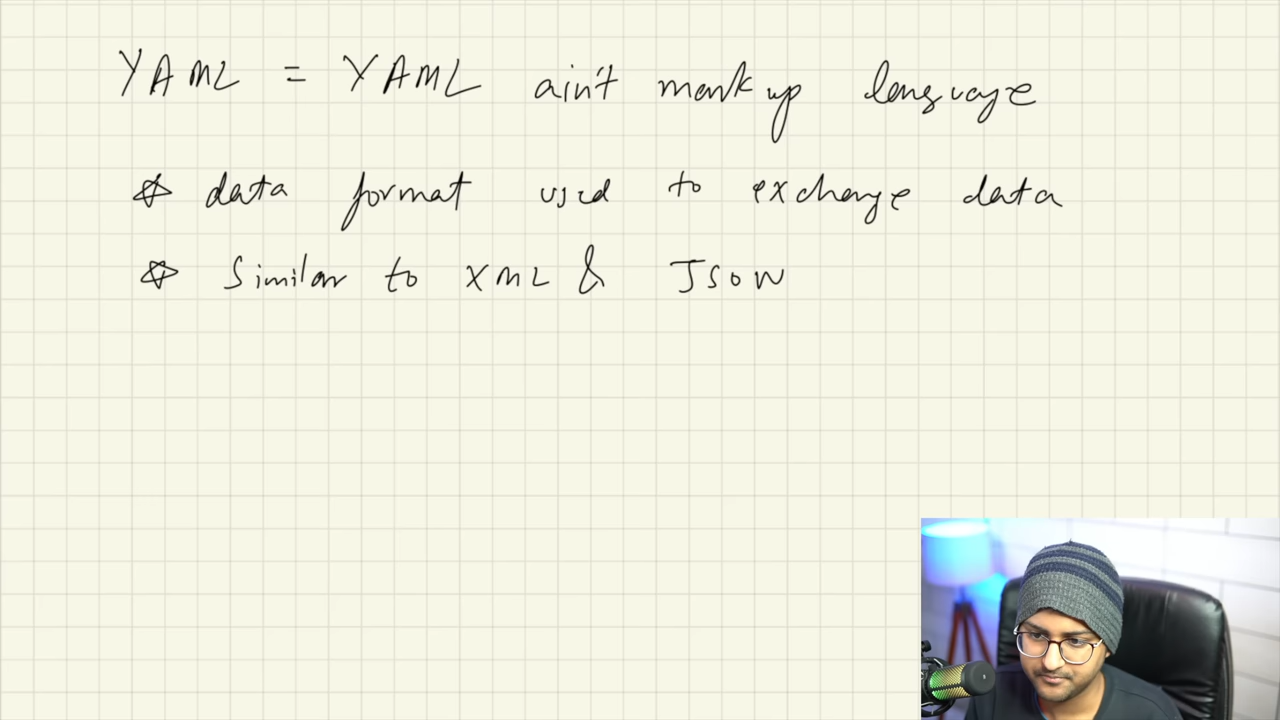 YAML = YAML ain't markup language
☆ data format used to exchange data
☆ Similar to XML & JSON